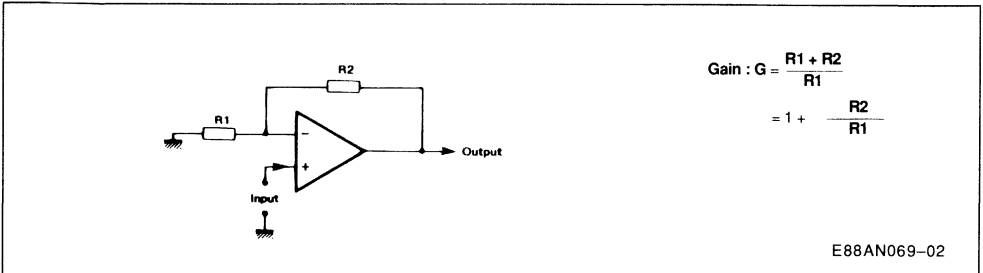 R2
R1
−
+
Output
Input
Gain : G = R1 + R2
R1
= 1 + R2
R1
E88AN069–02